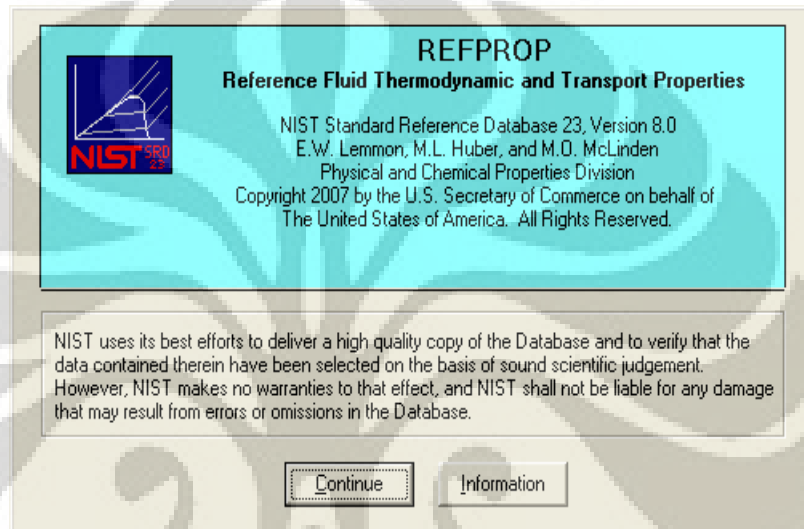 REFPROP
Reference Fluid Thermodynamic and Transport Properties
NIST SRD
23
NIST Standard Reference Database 23, Version 8.0
E.W. Lemmon, M.L. Huber, and M.O. McLinden
Physical and Chemical Properties Division
Copyright 2007 by the U.S. Secretary of Commerce on behalf of
The United States of America. All Rights Reserved.
NIST uses its best efforts to deliver a high quality copy of the Database and to verify that the
data contained therein have been selected on the basis of sound scientific judgement.
However, NIST makes no warranties to that effect, and NIST shall not be liable for any damage
that may result from errors or omissions in the Database.
Continue
Information